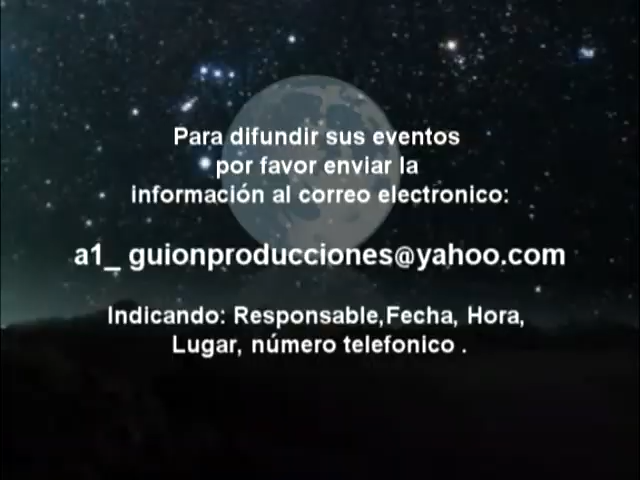 Para difundir sus eventos
por favor enviar la
información al correo electronico:
a1_ guionproducciones@yahoo.com
Indicando: Responsable,Fecha, Hora,
Lugar, número telefonico .